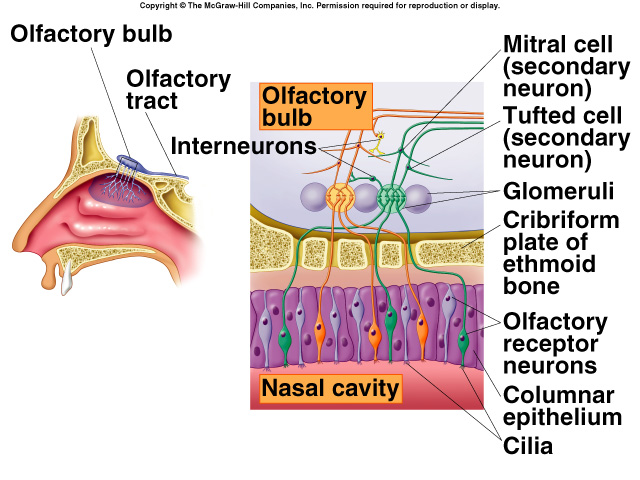 Copyright © The McGraw-Hill Companies, Inc. Permission required for reproduction or display.
Olfactory bulb
Olfactory
tract
Interneurons
Olfactory
bulb
Mitral cell
(secondary
neuron)
Tufted cell
(secondary
neuron)
Glomeruli
Cribriform
plate of
ethmoid
bone
Olfactory
receptor
neurons
Columnar
epithelium
Cilia
Nasal cavity